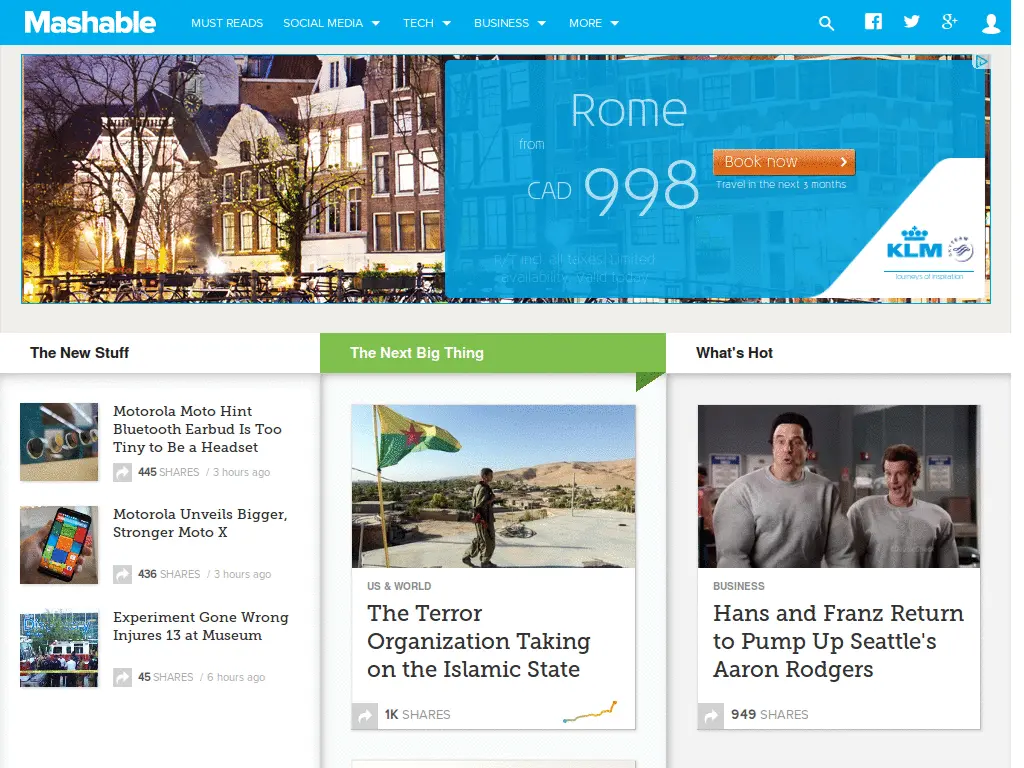 Mashable
MUST READS
SOCIAL MEDIA
TECH
BUSINESS
MORE
Rome
from
CAD 998
Book now
Travel in the next 3 months
R/T incl. all taxes. Limited
availability. Valid today
KLM
Journeys of Inspiration
The New Stuff
Motorola Moto Hint
Bluetooth Earbud Is Too
Tiny to Be a Headset
445 SHARES / 3 hours ago
Motorola Unveils Bigger,
Stronger Moto X
436 SHARES / 3 hours ago
Experiment Gone Wrong
Injures 13 at Museum
45 SHARES / 6 hours ago
The Next Big Thing
US & WORLD
The Terror
Organization Taking
on the Islamic State
1K SHARES
What's Hot
BUSINESS
Hans and Franz Return
to Pump Up Seattle's
Aaron Rodgers
949 SHARES